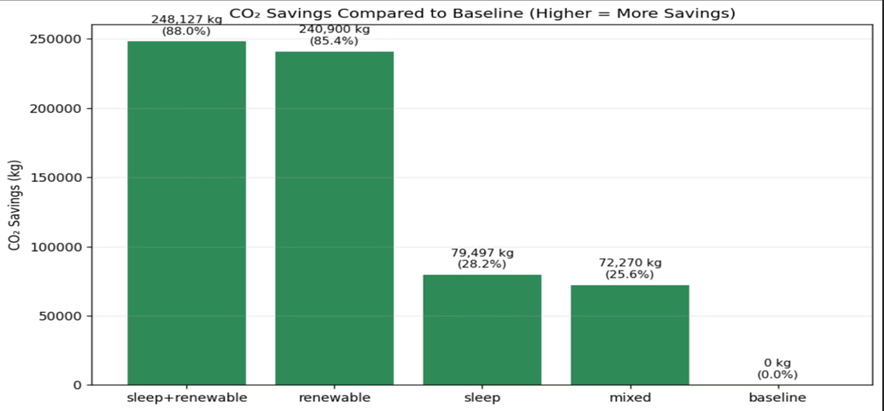 CO₂ Savings Compared to Baseline (Higher = More Savings)
248,127 kg
(88.0%)
240,900 kg
(85.4%)
79,497 kg
(28.2%)
72,270 kg
(25.6%)
0 kg
(0.0%)
CO₂ Savings (kg)
250000
200000
150000
100000
50000
0
sleep+renewable
renewable
sleep
mixed
baseline